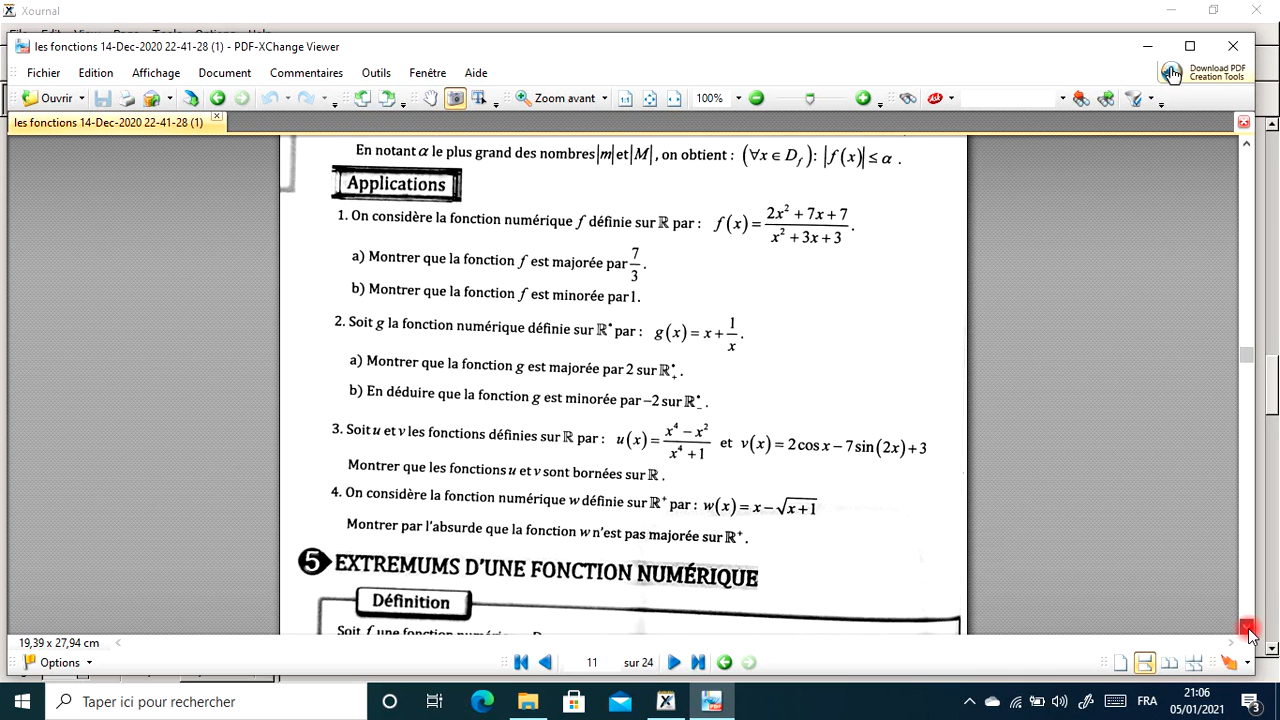 Xournal
les fonctions 14-Dec-2020 22-41-28 (1) - PDF-XChange Viewer
Fichier Edition Affichage Document Commentaires Outils Fenêtre Aide
Download PDF
Creation Tools
Ouvrir Zoom avant 100%
les fonctions 14-Dec-2020 22-41-28 (1)
En notant α le plus grand des nombres |m| et |M|, on obtient : (∀x ∈ D_f): |f(x)| ≤ α .
Applications
1. On considère la fonction numérique f définie sur ℝ par : f(x) = (2x² + 7x + 7)/(x² + 3x + 3).
a) Montrer que la fonction f est majorée par 7/3.
b) Montrer que la fonction f est minorée par 1.
2. Soit g la fonction numérique définie sur ℝ* par : g(x) = x + 1/x.
a) Montrer que la fonction g est majorée par 2 sur ℝ*₊.
b) En déduire que la fonction g est minorée par −2 sur ℝ*₋.
3. Soit u et v les fonctions définies sur ℝ par : u(x) = (x⁴ − x²)/(x⁴ + 1) et v(x) = 2cos x − 7sin(2x) + 3
Montrer que les fonctions u et v sont bornées sur ℝ.
4. On considère la fonction numérique w définie sur ℝ⁺ par : w(x) = x − √(x+1)
Montrer par l'absurde que la fonction w n'est pas majorée sur ℝ⁺.
5 EXTREMUMS D'UNE FONCTION NUMÉRIQUE
Définition
Soit f une fonction
19,39 x 27,94 cm
Options 11 sur 24
Taper ici pour rechercher
FRA
21:06
05/01/2021
3